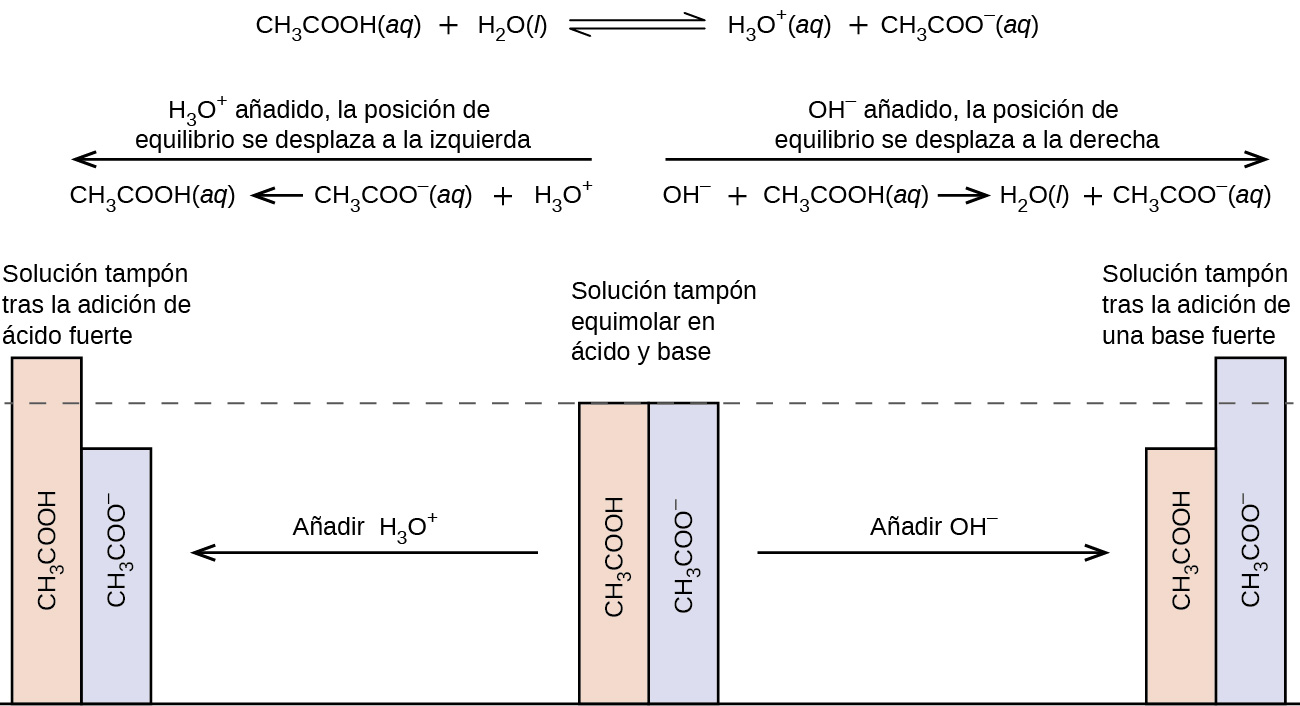 CH₃COOH(aq) + H₂O(l) ⇌ H₃O⁺(aq) + CH₃COO⁻(aq)
H₃O⁺ añadido, la posición de
equilibrio se desplaza a la izquierda
OH⁻ añadido, la posición de
equilibrio se desplaza a la derecha
CH₃COOH(aq) ← CH₃COO⁻(aq) + H₃O⁺
OH⁻ + CH₃COOH(aq) → H₂O(l) + CH₃COO⁻(aq)
Solución tampón
tras la adición de
ácido fuerte
Solución tampón
equimolar en
ácido y base
Solución tampón
tras la adición de
una base fuerte
CH₃COOH
CH₃COO⁻
Añadir H₃O⁺
CH₃COOH
CH₃COO⁻
Añadir OH⁻
CH₃COOH
CH₃COO⁻